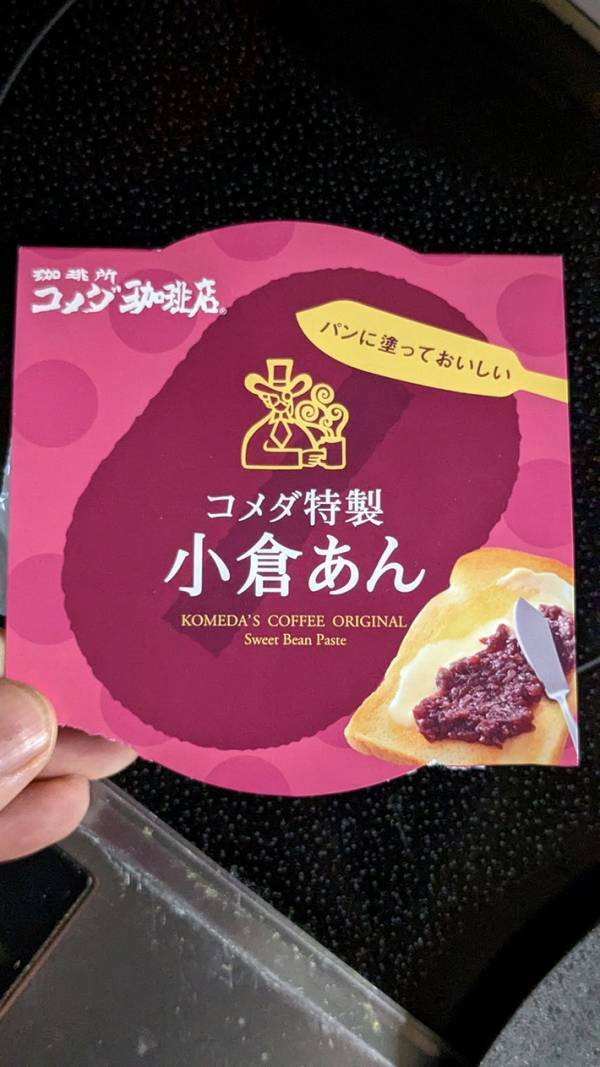 珈琲所
コメダ珈琲店®
パンに塗っておいしい
コメダ特製
小倉あん
KOMEDA'S COFFEE ORIGINAL
Sweet Bean Paste